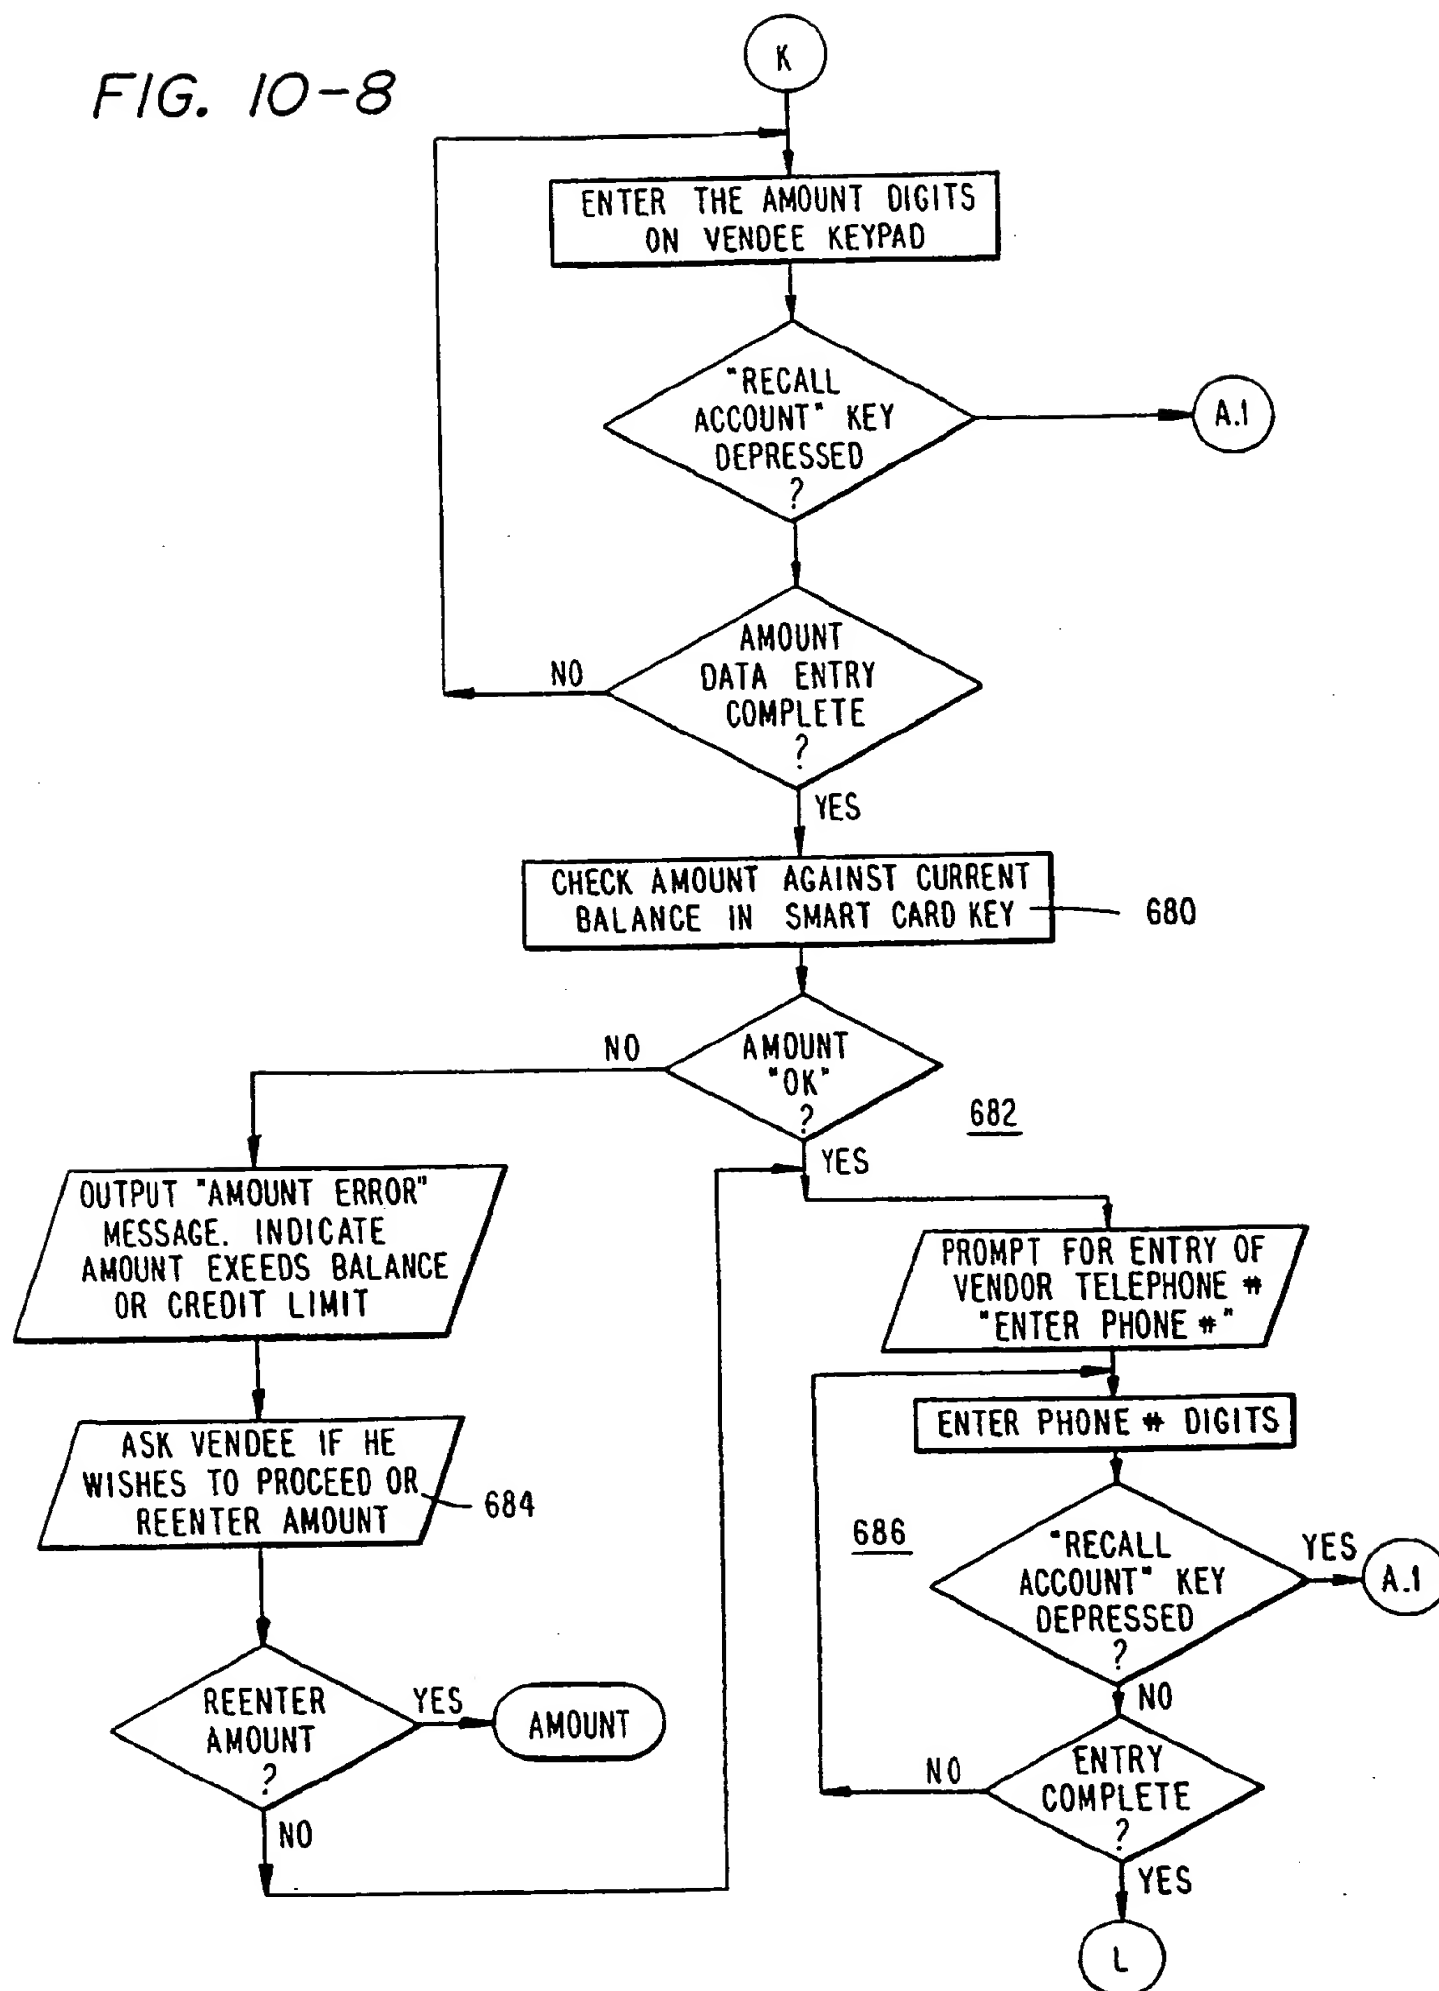 FIG. 10-8
K
ENTER THE AMOUNT DIGITS
ON VENDEE KEYPAD
"RECALL
ACCOUNT" KEY
DEPRESSED
?
A.1
AMOUNT
DATA ENTRY
COMPLETE
?
NO
YES
CHECK AMOUNT AGAINST CURRENT
BALANCE IN SMART CARD KEY
680
AMOUNT
"OK"
?
NO
682
YES
OUTPUT "AMOUNT ERROR"
MESSAGE. INDICATE
AMOUNT EXEEDS BALANCE
OR CREDIT LIMIT
ASK VENDEE IF HE
WISHES TO PROCEED OR
REENTER AMOUNT
684
REENTER
AMOUNT
?
YES
AMOUNT
NO
PROMPT FOR ENTRY OF
VENDOR TELEPHONE #
"ENTER PHONE #"
ENTER PHONE # DIGITS
686
"RECALL
ACCOUNT" KEY
DEPRESSED
?
YES
A.1
NO
ENTRY
COMPLETE
?
NO
YES
L